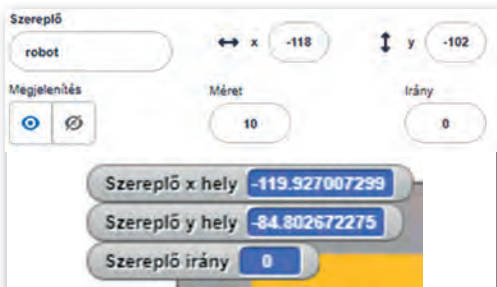 Szereplő
robot
x -118
y -102
Megjelenítés
Méret
Irány
10
0
Szereplő x hely -119.927007299
Szereplő y hely -84.802672275
Szereplő irány 0